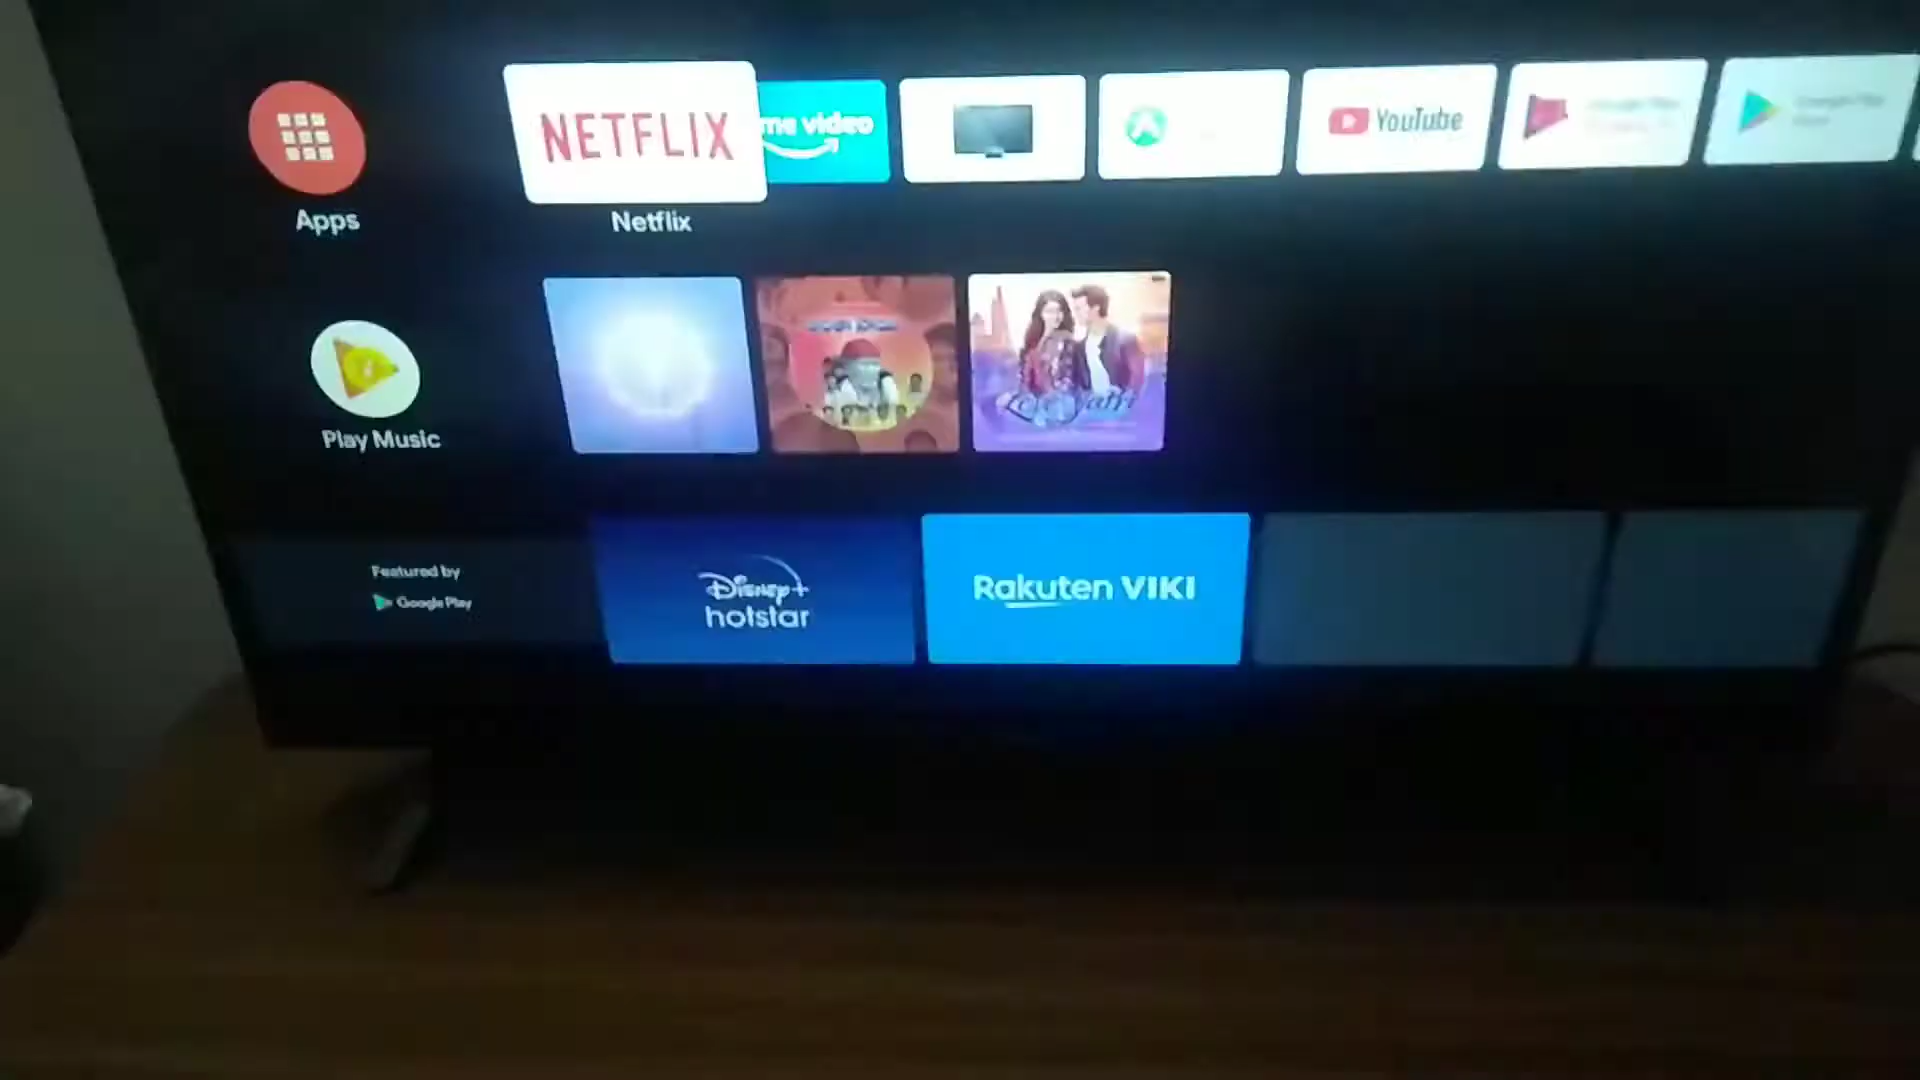 NETFLIX
me video
YouTube
Apps
Netflix
Play Music
Featured by
Google Play
Disney+
hotstar
Rakuten VIKI